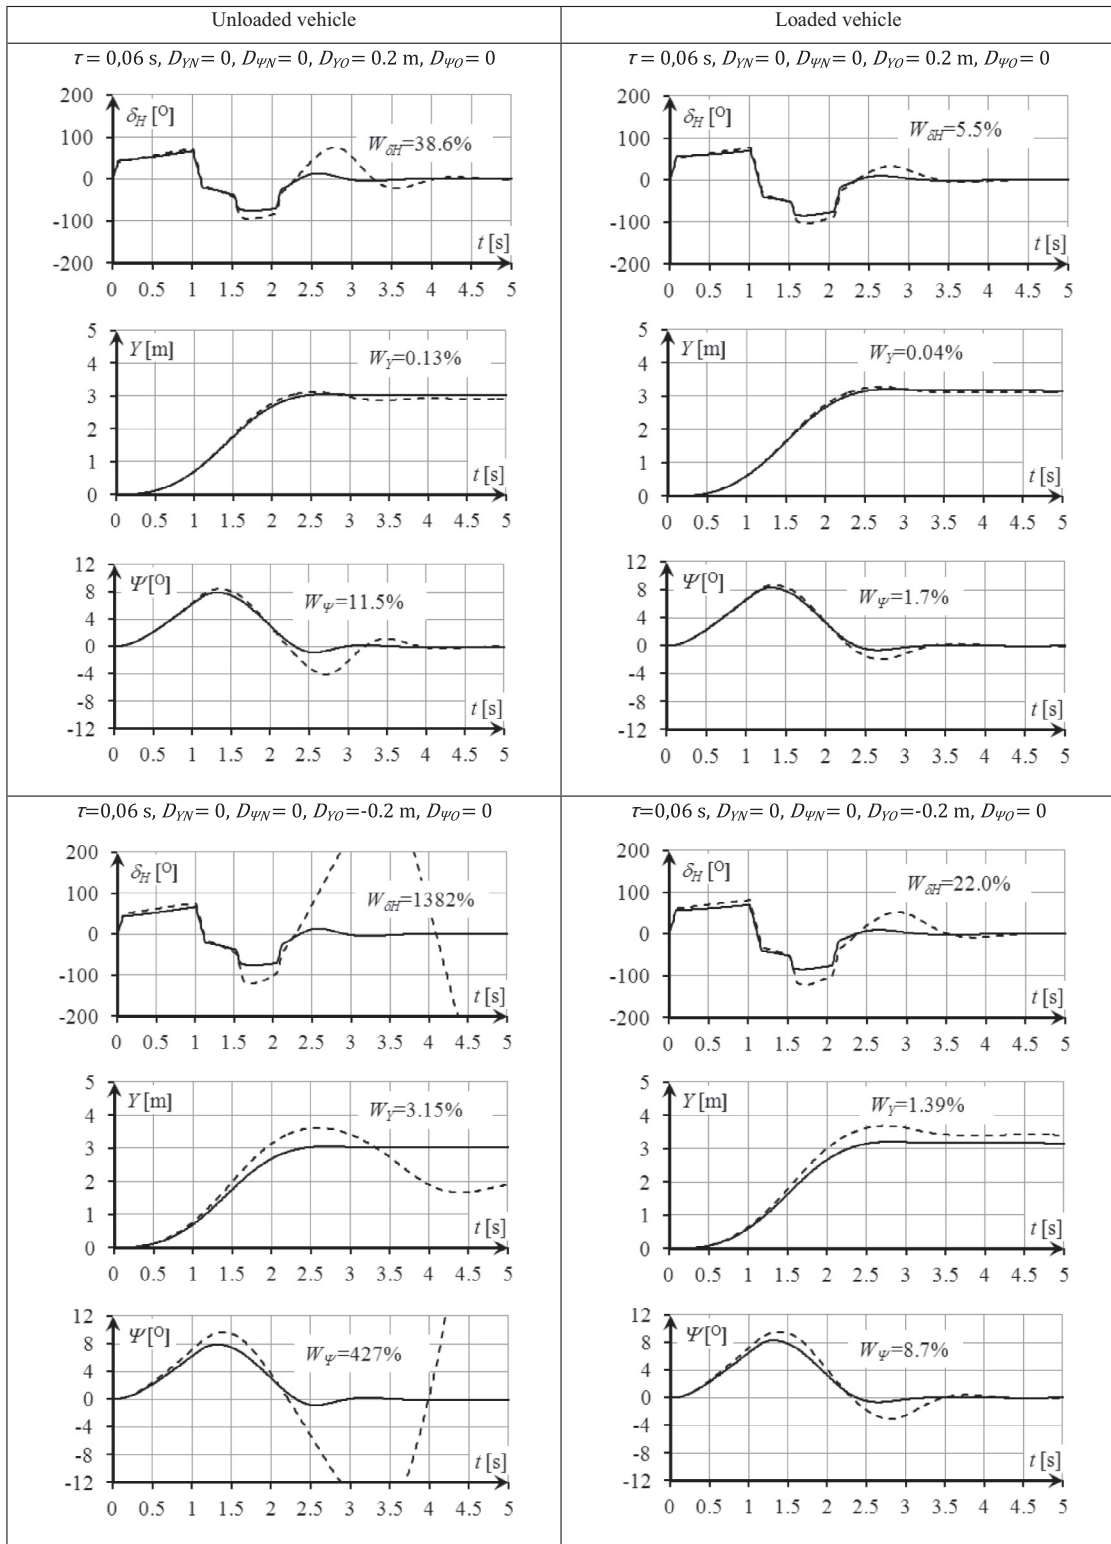 Unloaded vehicle
Loaded vehicle
τ = 0,06 s, D_YN = 0, D_ΨN = 0, D_YO = 0.2 m, D_ΨO = 0
200
100
0
-100
-200
δ_H [°]
W_δH=38.6%
t [s]
0 0.5 1 1.5 2 2.5 3 3.5 4 4.5 5
5
4
3
2
1
0
Y [m]
W_Y=0.13%
t [s]
0 0.5 1 1.5 2 2.5 3 3.5 4 4.5 5
12
8
4
0
-4
-8
-12
Ψ[°]
W_Ψ=11.5%
t [s]
0 0.5 1 1.5 2 2.5 3 3.5 4 4.5 5
τ = 0,06 s, D_YN = 0, D_ΨN = 0, D_YO = 0.2 m, D_ΨO = 0
200
100
0
-100
-200
δ_H [°]
W_δH=5.5%
t [s]
0 0.5 1 1.5 2 2.5 3 3.5 4 4.5 5
5
4
3
2
1
0
Y [m]
W_Y=0.04%
t [s]
0 0.5 1 1.5 2 2.5 3 3.5 4 4.5 5
12
8
4
0
-4
-8
-12
Ψ[°]
W_Ψ=1.7%
t [s]
0 0.5 1 1.5 2 2.5 3 3.5 4 4.5 5
τ=0,06 s, D_YN = 0, D_ΨN = 0, D_YO=-0.2 m, D_ΨO = 0
200
100
0
-100
-200
δ_H [°]
W_δH=1382%
t [s]
0 0.5 1 1.5 2 2.5 3 3.5 4 4.5 5
5
4
3
2
1
0
Y [m]
W_Y=3.15%
t [s]
0 0.5 1 1.5 2 2.5 3 3.5 4 4.5 5
12
8
4
0
-4
-8
-12
Ψ[°]
W_Ψ=427%
t [s]
0 0.5 1 1.5 2 2.5 3 3.5 4 4.5 5
τ=0,06 s, D_YN = 0, D_ΨN = 0, D_YO=-0.2 m, D_ΨO = 0
200
100
0
-100
-200
δ_H [°]
W_δH=22.0%
t [s]
0 0.5 1 1.5 2 2.5 3 3.5 4 4.5 5
5
4
3
2
1
0
Y [m]
W_Y=1.39%
t [s]
0 0.5 1 1.5 2 2.5 3 3.5 4 4.5 5
12
8
4
0
-4
-8
-12
Ψ[°]
W_Ψ=8.7%
t [s]
0 0.5 1 1.5 2 2.5 3 3.5 4 4.5 5